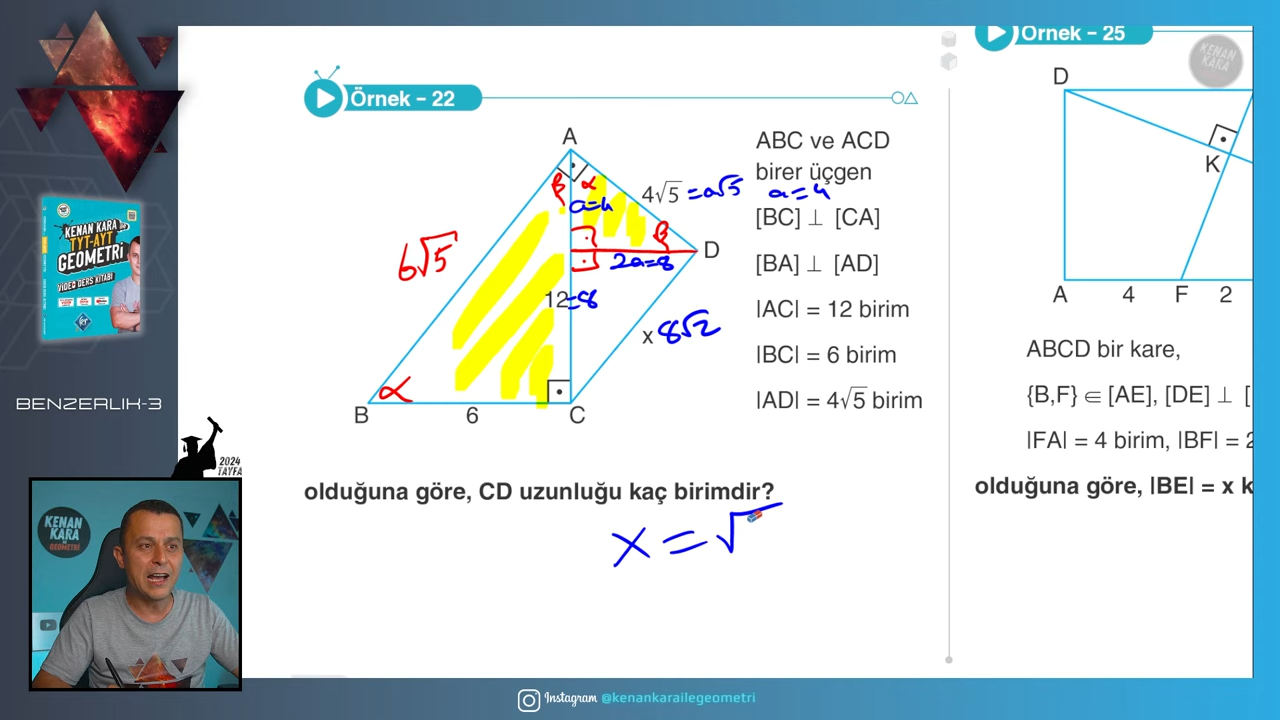 Örnek – 22
A
β
α
a=4
4√5 =a√5
a=4
6√5
β
D
2a=8
12=8
x 8√2
α
B
6
C
ABC ve ACD
birer üçgen
[BC] ⊥ [CA]
[BA] ⊥ [AD]
|AC| = 12 birim
|BC| = 6 birim
|AD| = 4√5 birim
olduğuna göre, CD uzunluğu kaç birimdir?
x = √
Örnek – 25
KENAN
KARA
D
K
A
4
F
2
ABCD bir kare,
{B,F} ∈ [AE], [DE] ⊥ [
|FA| = 4 birim, |BF| = 2
olduğuna göre, |BE| = x k
KENAN KARA
TYT-AYT
GEOMETRİ
VİDEO DERS KİTABI
BENZERLIK-3
2024
TAYFA
KENAN
KARA
GEOMETRİ
Instagram @kenankarailegeometri